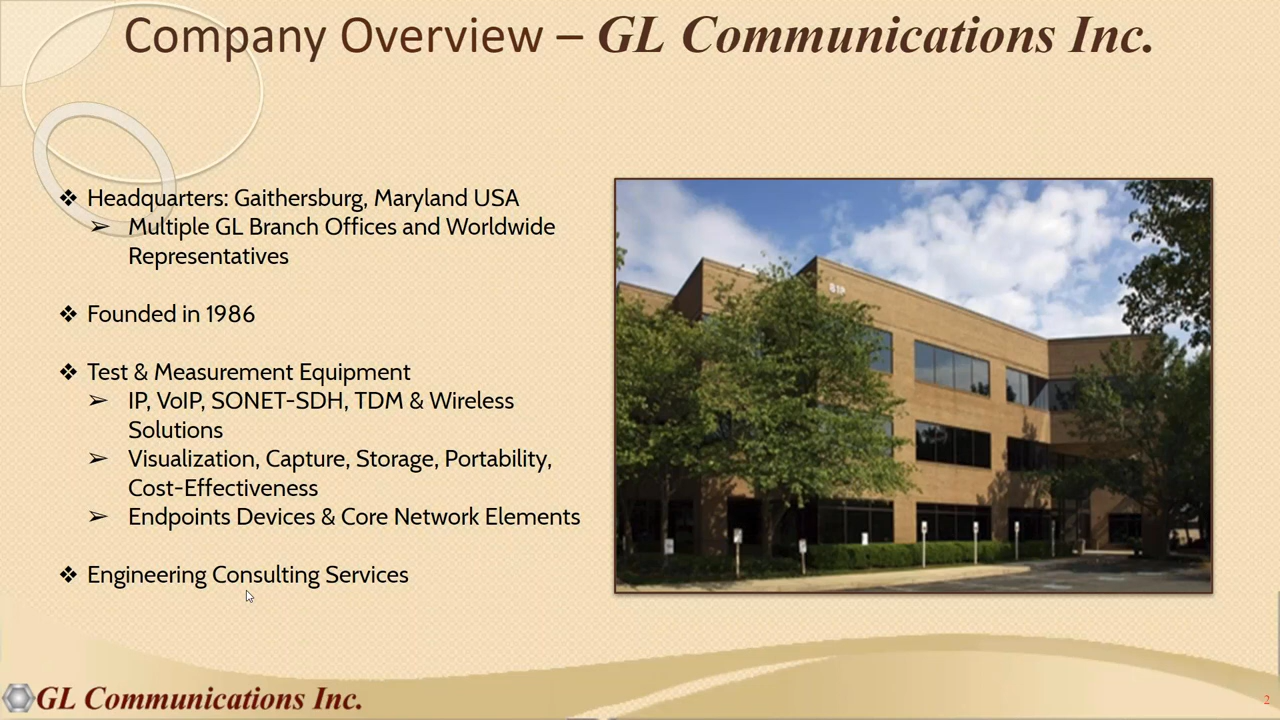 Company Overview – GL Communications Inc.
❖ Headquarters: Gaithersburg, Maryland USA
➢ Multiple GL Branch Offices and Worldwide
Representatives
❖ Founded in 1986
❖ Test & Measurement Equipment
➢ IP, VoIP, SONET-SDH, TDM & Wireless
Solutions
➢ Visualization, Capture, Storage, Portability,
Cost-Effectiveness
➢ Endpoints Devices & Core Network Elements
❖ Engineering Consulting Services
GL Communications Inc.
2